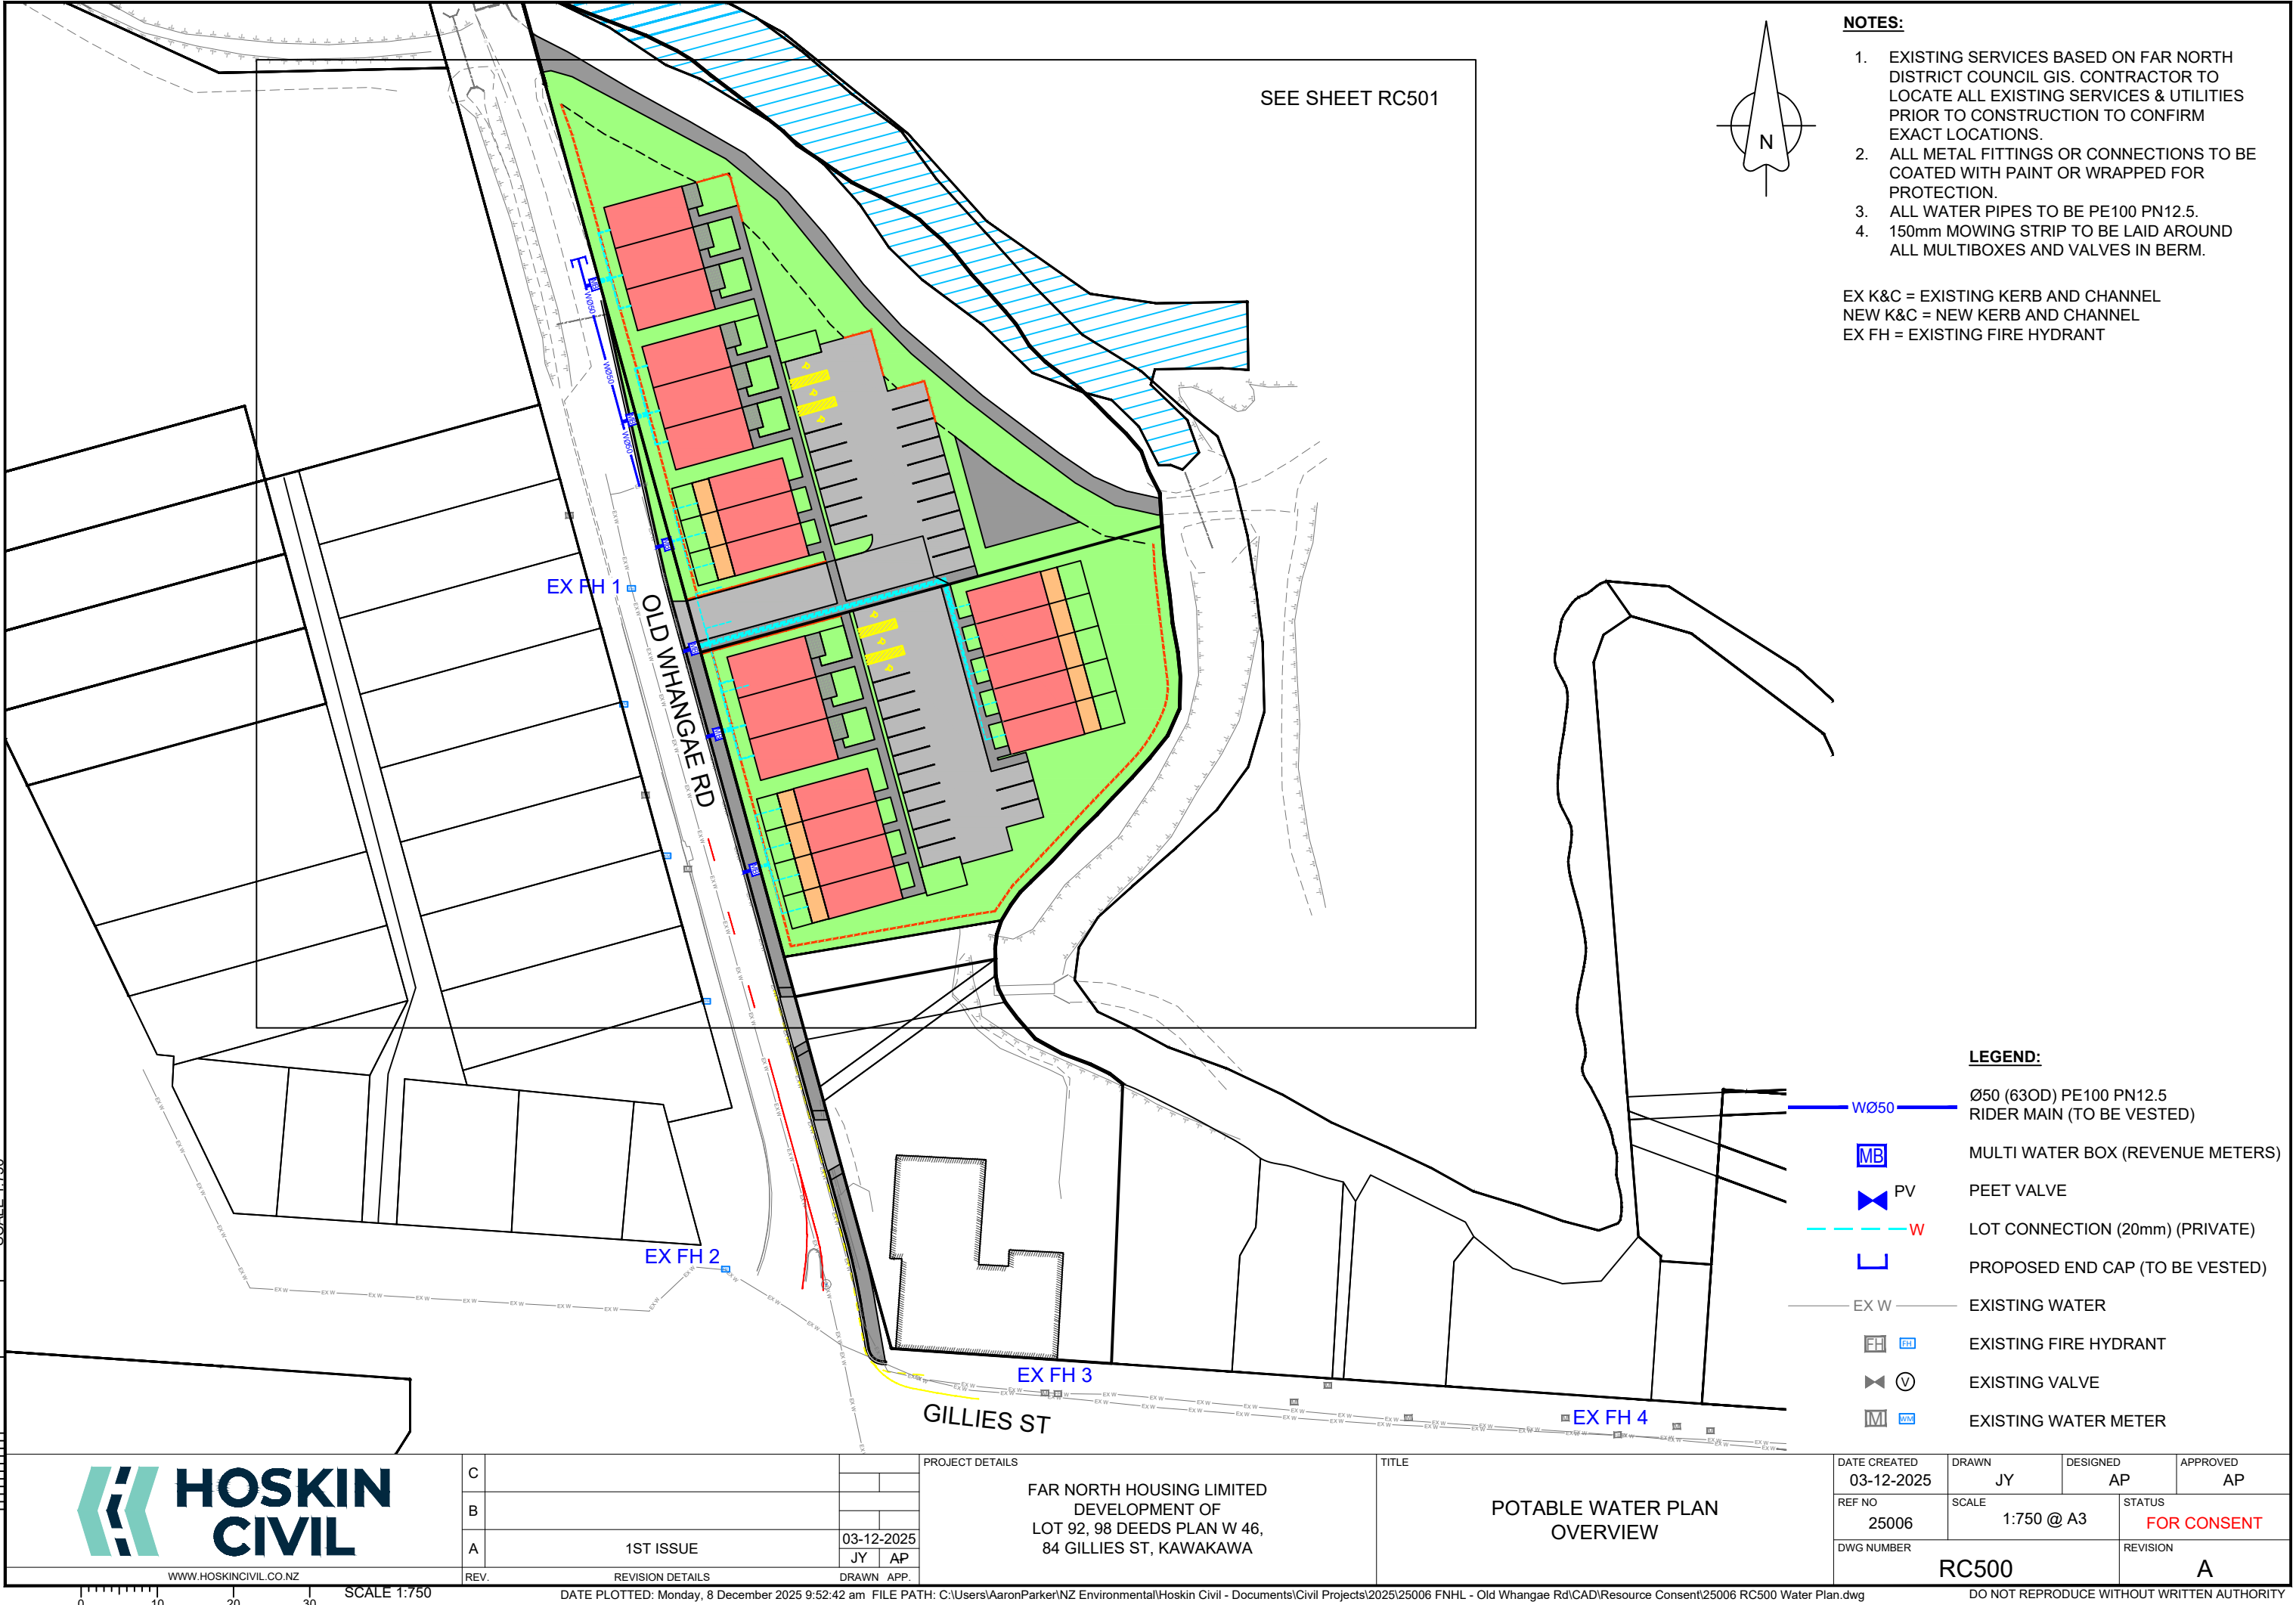 SEE SHEET RC501
N
NOTES:
1. EXISTING SERVICES BASED ON FAR NORTH
DISTRICT COUNCIL GIS. CONTRACTOR TO
LOCATE ALL EXISTING SERVICES & UTILITIES
PRIOR TO CONSTRUCTION TO CONFIRM
EXACT LOCATIONS.
2. ALL METAL FITTINGS OR CONNECTIONS TO BE
COATED WITH PAINT OR WRAPPED FOR
PROTECTION.
3. ALL WATER PIPES TO BE PE100 PN12.5.
4. 150mm MOWING STRIP TO BE LAID AROUND
ALL MULTIBOXES AND VALVES IN BERM.
EX K&C = EXISTING KERB AND CHANNEL
NEW K&C = NEW KERB AND CHANNEL
EX FH = EXISTING FIRE HYDRANT
MB
WØ50
WØ50
MB
WØ50
MB
EX FH 1
MB
OLD WHANGAE RD
MB
MB
EX FH 2
EX FH 3
EX FH 4
GILLIES ST
LEGEND:
WØ50 Ø50 (63OD) PE100 PN12.5
RIDER MAIN (TO BE VESTED)
MB MULTI WATER BOX (REVENUE METERS)
PV PEET VALVE
W LOT CONNECTION (20mm) (PRIVATE)
PROPOSED END CAP (TO BE VESTED)
EX W EXISTING WATER
FH FH EXISTING FIRE HYDRANT
V EXISTING VALVE
M WM EXISTING WATER METER
HOSKIN
CIVIL
WWW.HOSKINCIVIL.CO.NZ
C
B
A 1ST ISSUE 03-12-2025
JY AP
REV. REVISION DETAILS DRAWN APP.
PROJECT DETAILS
FAR NORTH HOUSING LIMITED
DEVELOPMENT OF
LOT 92, 98 DEEDS PLAN W 46,
84 GILLIES ST, KAWAKAWA
TITLE
POTABLE WATER PLAN
OVERVIEW
DATE CREATED DRAWN DESIGNED APPROVED
03-12-2025 JY AP AP
REF NO SCALE STATUS
25006 1:750 @ A3 FOR CONSENT
DWG NUMBER REVISION
RC500 A
0 10 20 30 SCALE 1:750
DATE PLOTTED: Monday, 8 December 2025 9:52:42 am FILE PATH: C:\Users\AaronParker\NZ Environmental\Hoskin Civil - Documents\Civil Projects\2025\25006 FNHL - Old Whangae Rd\CAD\Resource Consent\25006 RC500 Water Plan.dwg
DO NOT REPRODUCE WITHOUT WRITTEN AUTHORITY